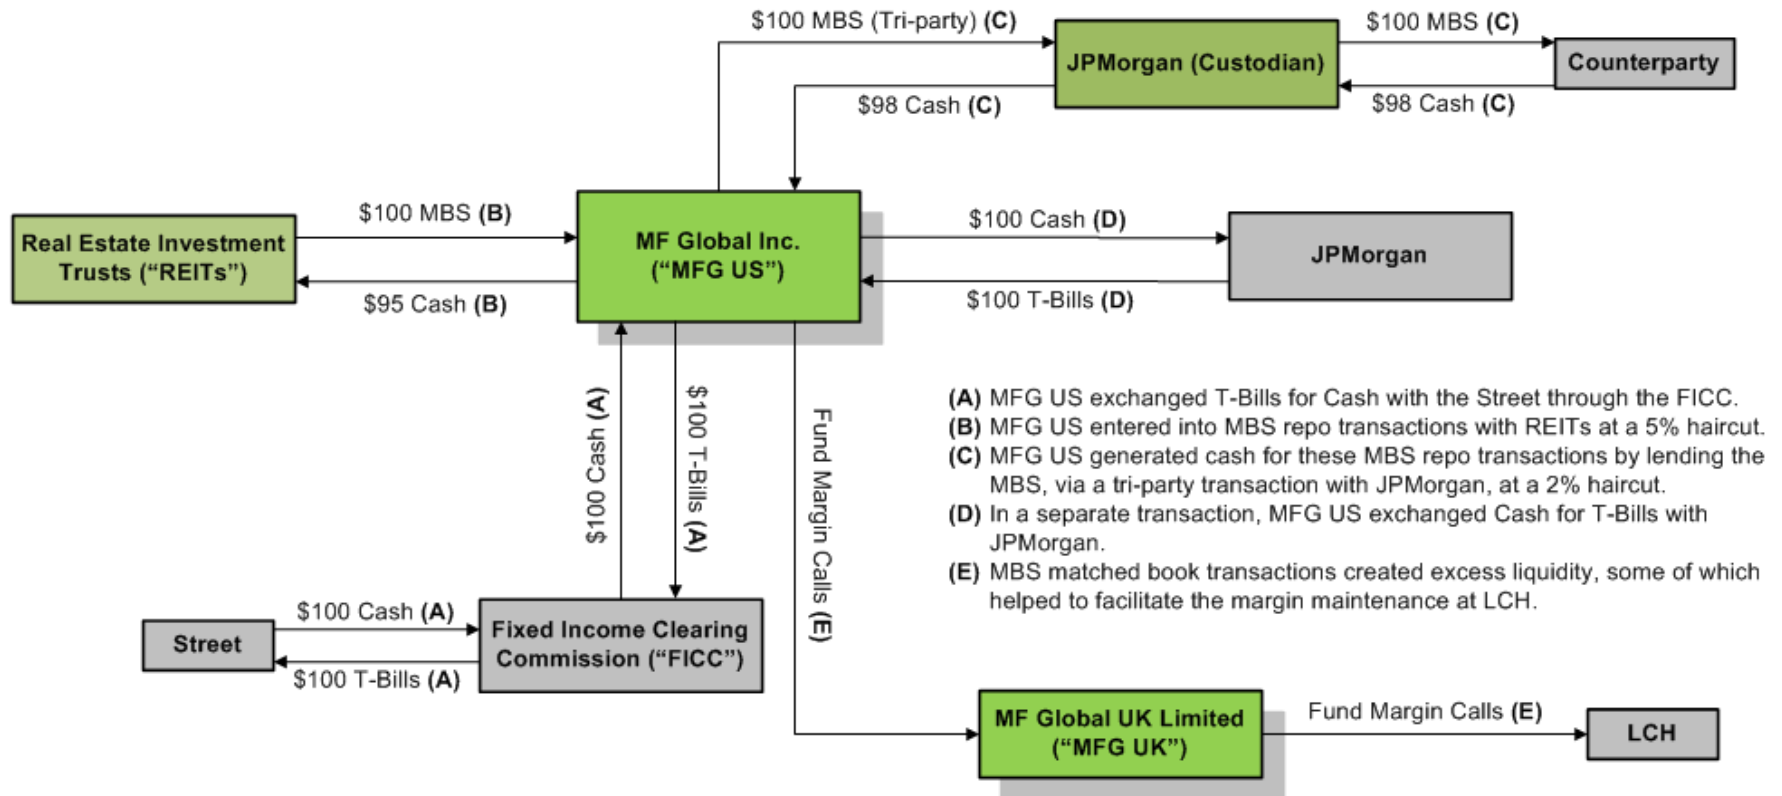 $100 MBS (Tri-party) (C)
$100 MBS (C)
JPMorgan (Custodian)
Counterparty
$98 Cash (C)
$98 Cash (C)
$100 MBS (B)
Real Estate Investment
Trusts (“REITs”)
$95 Cash (B)
MF Global Inc.
(“MFG US”)
$100 Cash (D)
JPMorgan
$100 T-Bills (D)
$100 Cash (A)
$100 T-Bills (A)
Fund Margin Calls (E)
(A) MFG US exchanged T-Bills for Cash with the Street through the FICC.
(B) MFG US entered into MBS repo transactions with REITs at a 5% haircut.
(C) MFG US generated cash for these MBS repo transactions by lending the
MBS, via a tri-party transaction with JPMorgan, at a 2% haircut.
(D) In a separate transaction, MFG US exchanged Cash for T-Bills with
JPMorgan.
(E) MBS matched book transactions created excess liquidity, some of which
helped to facilitate the margin maintenance at LCH.
$100 Cash (A)
Street
$100 T-Bills (A)
Fixed Income Clearing
Commission (“FICC”)
MF Global UK Limited
(“MFG UK”)
Fund Margin Calls (E)
LCH